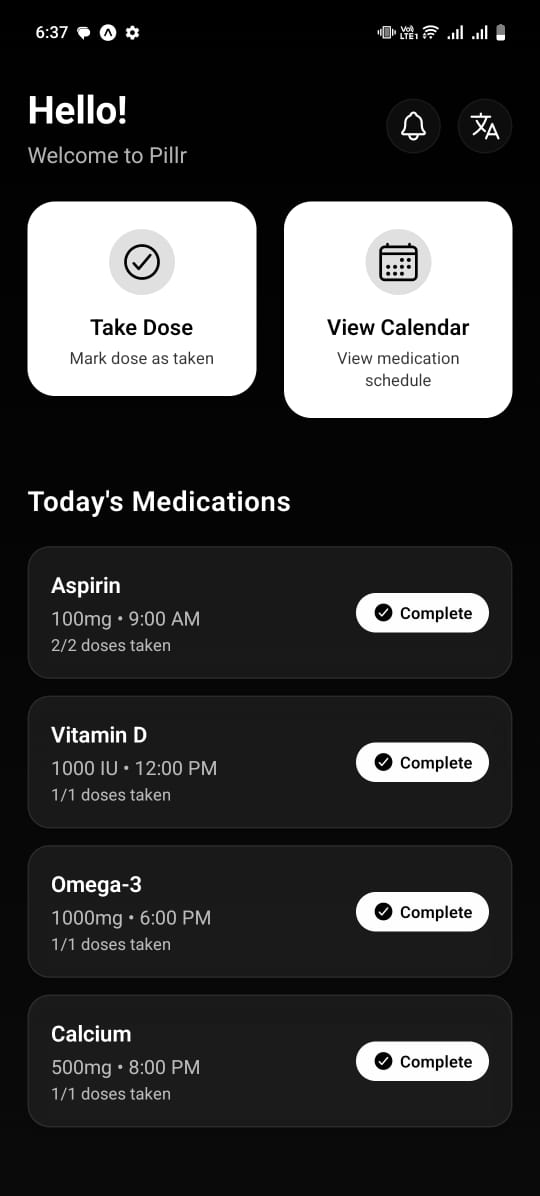 6:37
Vo)
LTE1
Hello!
Welcome to Pillr
Take Dose
Mark dose as taken
View Calendar
View medication
schedule
Today's Medications
Aspirin
100mg • 9:00 AM
2/2 doses taken
Complete
Vitamin D
1000 IU • 12:00 PM
1/1 doses taken
Complete
Omega-3
1000mg • 6:00 PM
1/1 doses taken
Complete
Calcium
500mg • 8:00 PM
1/1 doses taken
Complete